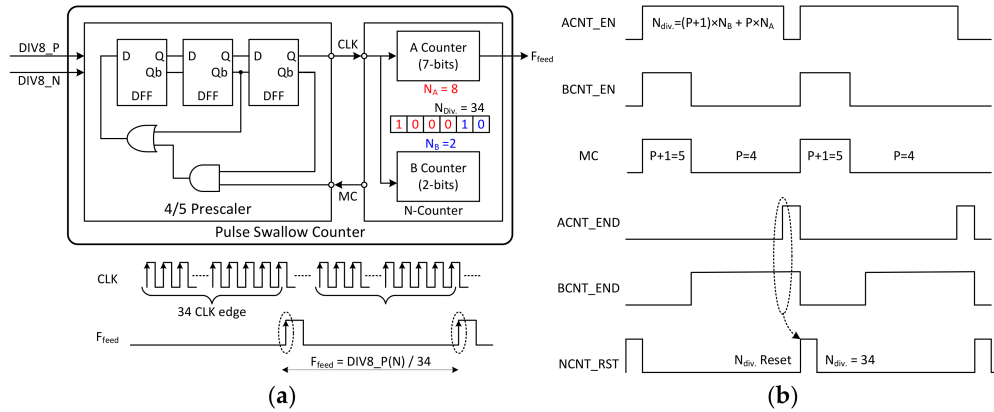 DIV8_P
DIV8_N
D Q
Qb
DFF
D Q
Qb
DFF
D Q
Qb
DFF
CLK
A Counter
(7-bits)
F_feed
N_A = 8
N_Div. = 34
1 0 0 0 0 1 0
N_B =2
B Counter
(2-bits)
MC
4/5 Prescaler
N-Counter
Pulse Swallow Counter
CLK
34 CLK edge
F_feed
F_feed = DIV8_P(N) / 34
(a)
ACNT_EN
N_div.=(P+1)×N_B + P×N_A
BCNT_EN
MC
P+1=5
P=4
P+1=5
P=4
ACNT_END
BCNT_END
NCNT_RST
N_div. Reset
N_div. = 34
(b)